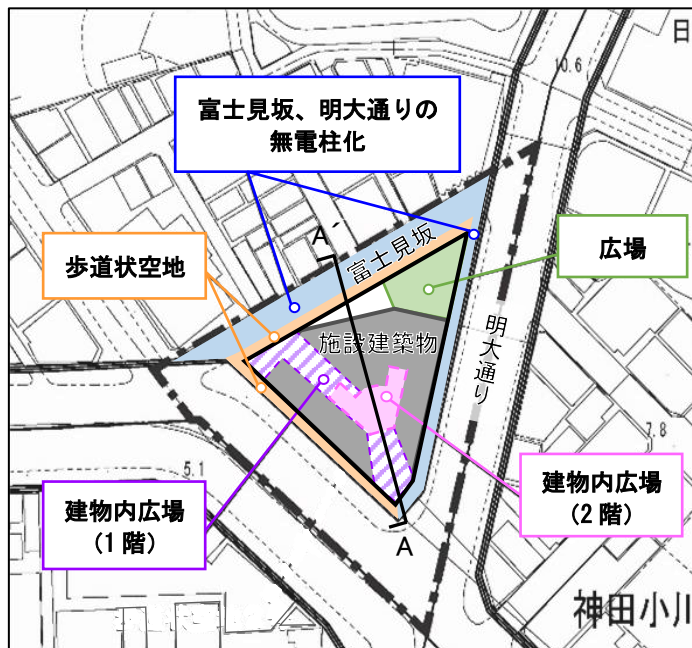 日
10.6
富士見坂、明大通りの
無電柱化
A´
歩道状空地
富士見坂
広場
施設建築物
明大通り
7.8
5.1
建物内広場
(1階)
建物内広場
(2階)
A
神田小川